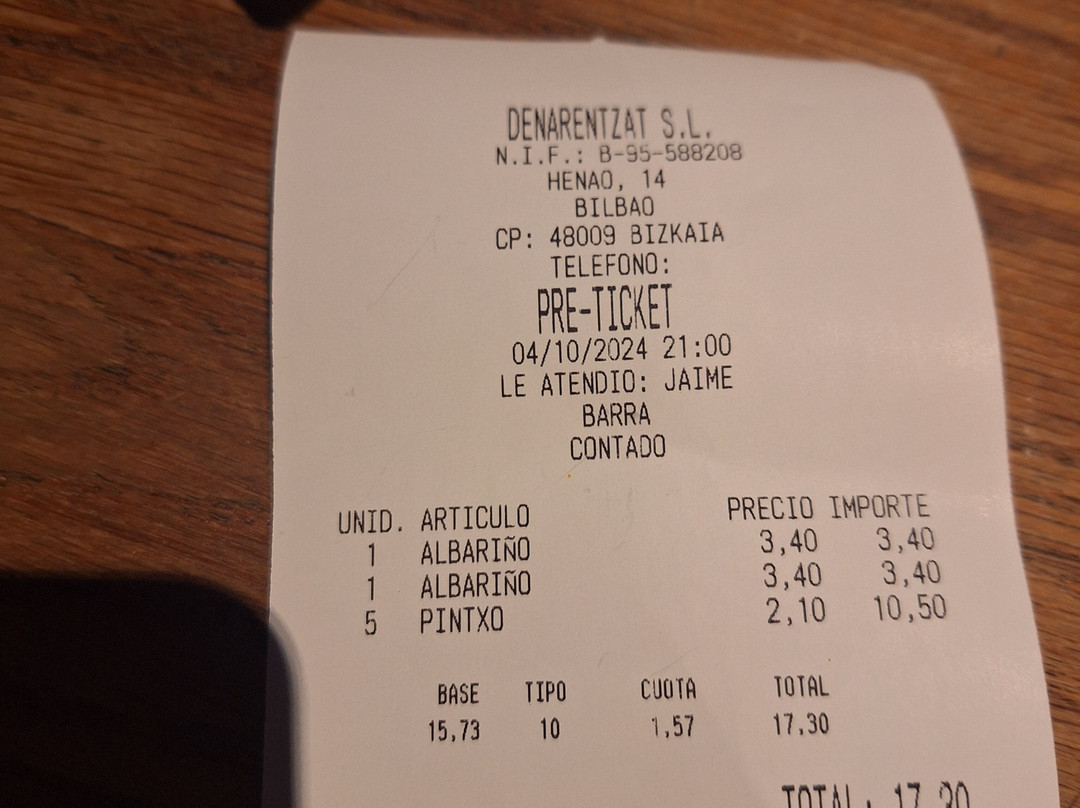 DENARENTZAT S.L.
N.I.F.: B-95-588208
HENAO, 14
BILBAO
CP: 48009 BIZKAIA
TELEFONO:
PRE-TICKET
04/10/2024 21:00
LE ATENDIO: JAIME
BARRA
CONTADO
UNID. ARTICULO PRECIO IMPORTE
1 ALBARIÑO 3,40 3,40
1 ALBARIÑO 3,40 3,40
5 PINTXO 2,10 10,50
BASE TIPO CUOTA TOTAL
15,73 10 1,57 17,30
TOTAL: 17,30